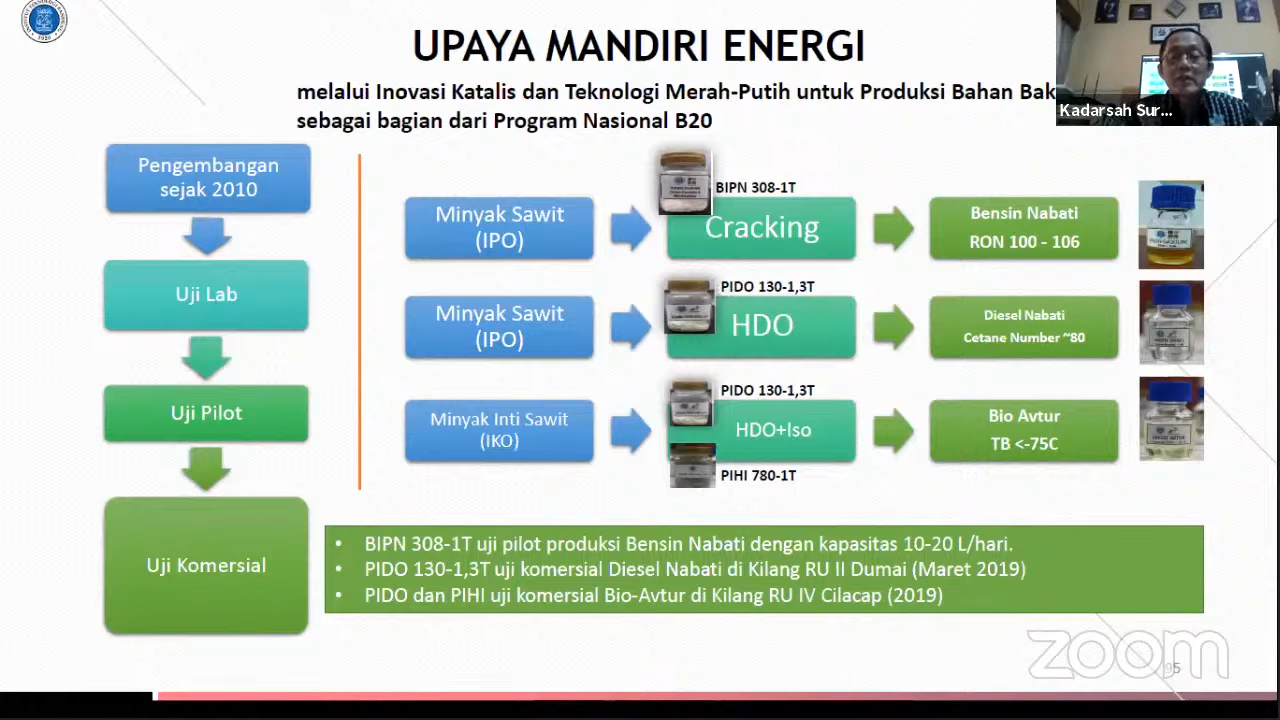 UPAYA MANDIRI ENERGI
melalui Inovasi Katalis dan Teknologi Merah-Putih untuk Produksi Bahan Bak
sebagai bagian dari Program Nasional B20
Kadarsah Sur...
Pengembangan
sejak 2010
Uji Lab
Uji Pilot
Uji Komersial
Minyak Sawit
(IPO)
BIPN 308-1T
Cracking
Bensin Nabati
RON 100 - 106
Minyak Sawit
(IPO)
PIDO 130-1,3T
HDO
Diesel Nabati
Cetane Number ~80
Minyak Inti Sawit
(IKO)
PIDO 130-1,3T
HDO+Iso
PIHI 780-1T
Bio Avtur
TB <-75C
• BIPN 308-1T uji pilot produksi Bensin Nabati dengan kapasitas 10-20 L/hari.
• PIDO 130-1,3T uji komersial Diesel Nabati di Kilang RU II Dumai (Maret 2019)
• PIDO dan PIHI uji komersial Bio-Avtur di Kilang RU IV Cilacap (2019)
zoom
95